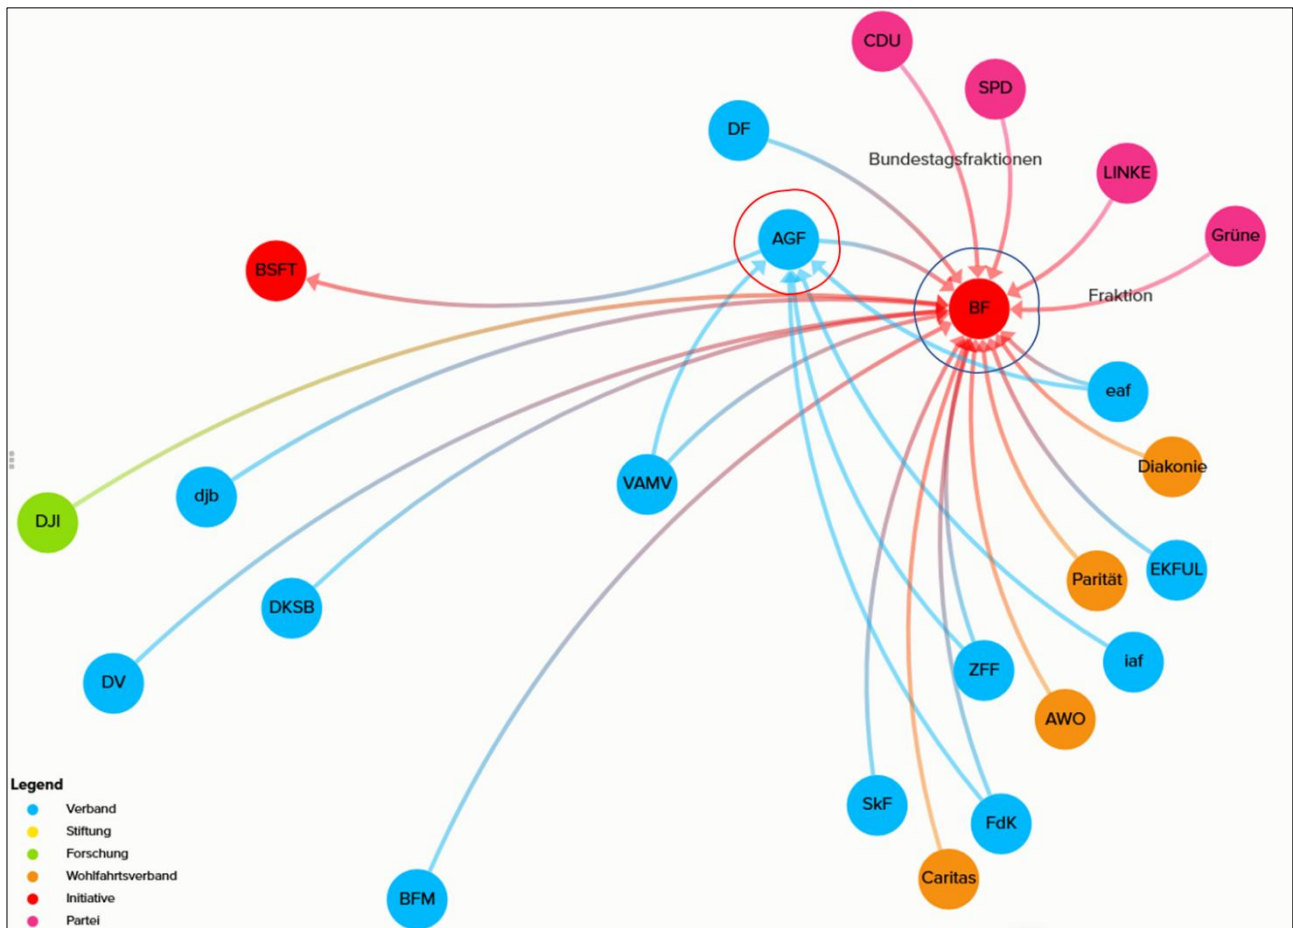 CDU
SPD
DF
Bundestagsfraktionen
LINKE
AGF
Grüne
BSFT
Fraktion
BF
eaf
Diakonie
VAMV
djb
DJI
EKFUL
Parität
DKSB
iaf
ZFF
DV
AWO
SkF
FdK
Caritas
BFM
Legend
Verband
Stiftung
Forschung
Wohlfahrtsverband
Initiative
Partei